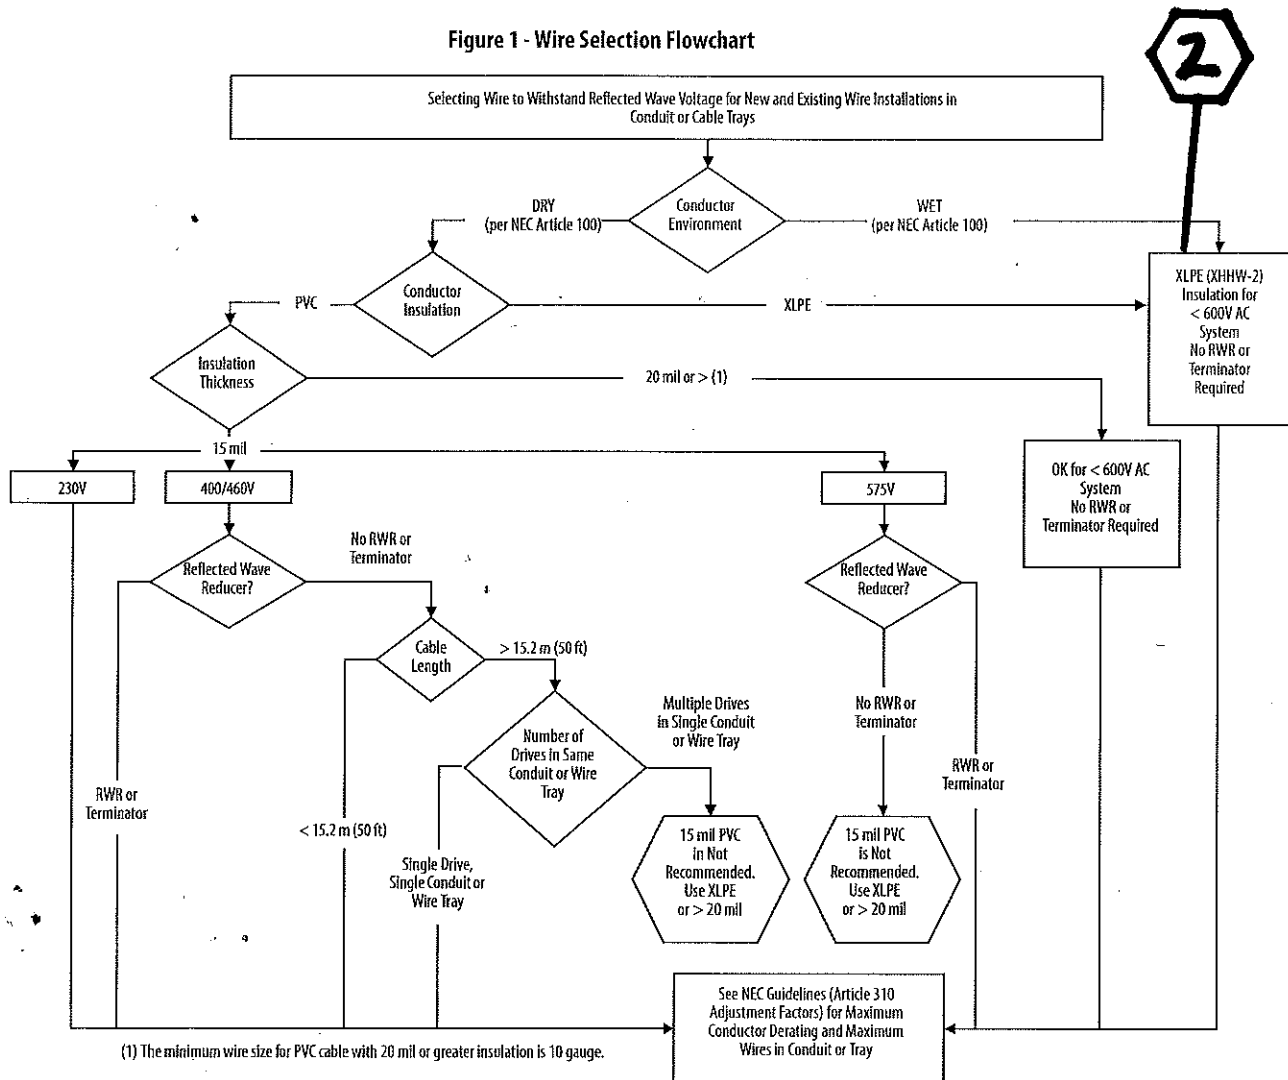 Figure 1 - Wire Selection Flowchart
2
Selecting Wire to Withstand Reflected Wave Voltage for New and Existing Wire Installations in
Conduit or Cable Trays
DRY
(per NEC Article 100)
Conductor
Environment
WET
(per NEC Article 100)
PVC
Conductor
Insulation
XLPE
XLPE (XHHW-2)
Insulation for
< 600V AC
System
No RWR or
Terminator
Required
Insulation
Thickness
20 mil or > (1)
15 mil
230V
400/460V
575V
OK for < 600V AC
System
No RWR or
Terminator Required
Reflected Wave
Reducer?
No RWR or
Terminator
Reflected Wave
Reducer?
Cable
Length
> 15.2 m (50 ft)
RWR or
Terminator
< 15.2 m (50 ft)
Number of
Drives in Same
Conduit or Wire
Tray
Multiple Drives
in Single Conduit
or Wire Tray
No RWR or
Terminator
RWR or
Terminator
Single Drive,
Single Conduit or
Wire Tray
15 mil PVC
in Not
Recommended.
Use XLPE
or > 20 mil
15 mil PVC
is Not
Recommended.
Use XLPE
or > 20 mil
See NEC Guidelines (Article 310
Adjustment Factors) for Maximum
Conductor Derating and Maximum
Wires in Conduit or Tray
(1) The minimum wire size for PVC cable with 20 mil or greater insulation is 10 gauge.